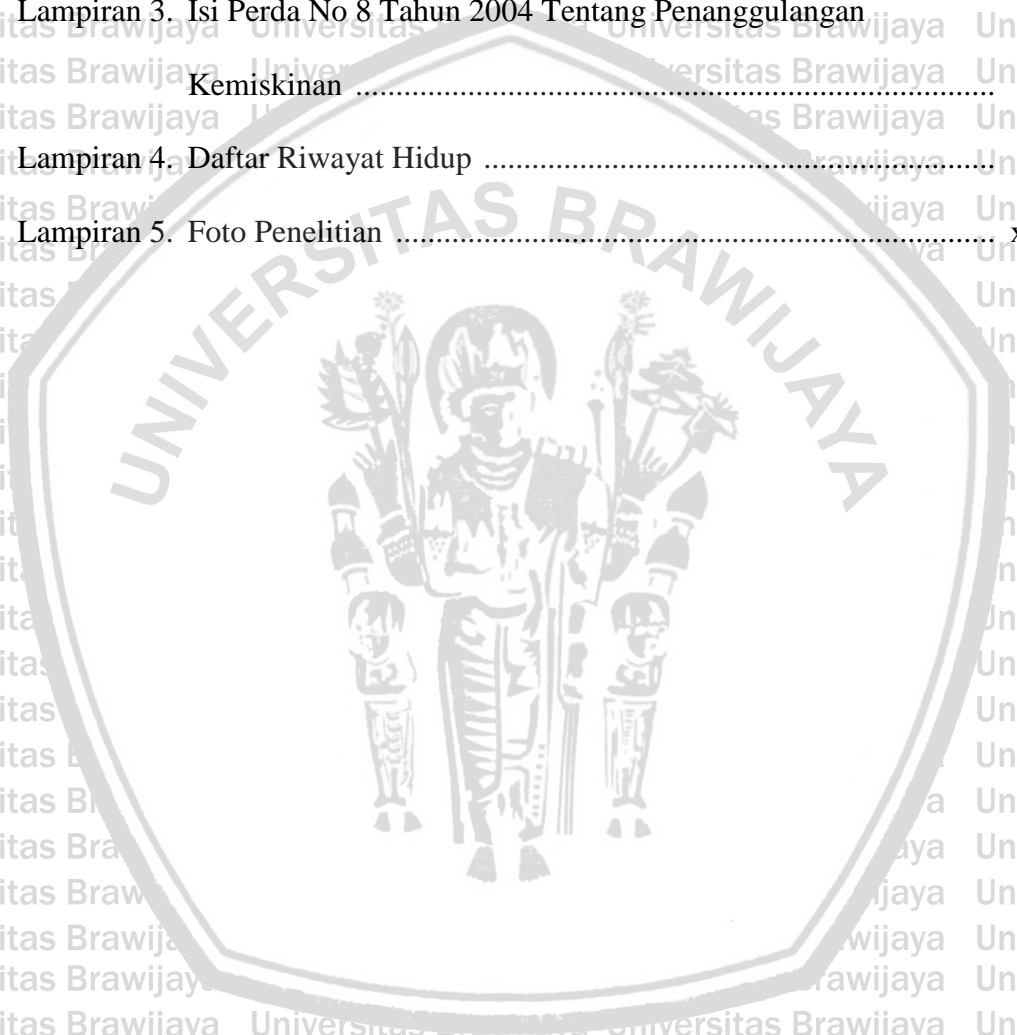 Lampiran 3. Isi Perda No 8 Tahun 2004 Tentang Penanggulangan
Kemiskinan ........................................................................
Lampiran 4. Daftar Riwayat Hidup ..........................................................
Lampiran 5. Foto Penelitian .................................................................... x
UNIVERSITAS BRAWIJAYA